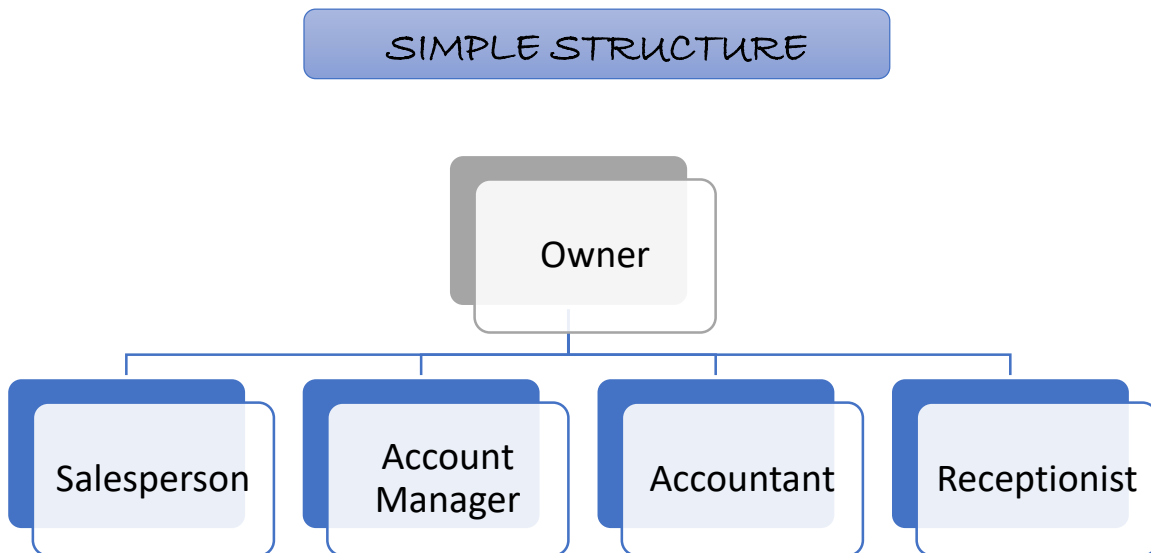 SIMPLE STRUCTURE
Owner
Salesperson
Account
Manager
Accountant
Receptionist